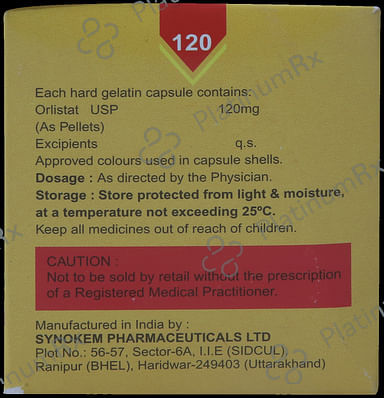 120
Each hard gelatin capsule contains:
Orlistat USP 120mg
(As Pellets)
Excipients q.s.
Approved colours used in capsule shells.
Dosage : As directed by the Physician.
Storage : Store protected from light & moisture,
at a temperature not exceeding 25ºC.
Keep all medicines out of reach of children.
CAUTION :
Not to be sold by retail without the prescription
of a Registered Medical Practitioner.
Manufactured in India by :
SYNOKEM PHARMACEUTICALS LTD
Plot No.: 56-57, Sector-6A, I.I.E (SIDCUL),
Ranipur (BHEL), Haridwar-249403 (Uttarakhand)
PlatinumRx